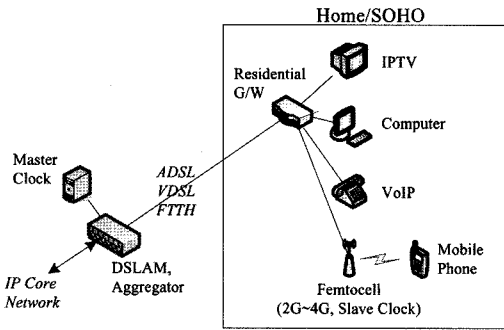 Home/SOHO
IPTV
Residential
G/W
Computer
Master
Clock
ADSL
VDSL
FTTH
VoIP
DSLAM,
Aggregator
IP Core
Network
Mobile
Phone
Femtocell
(2G~4G, Slave Clock)